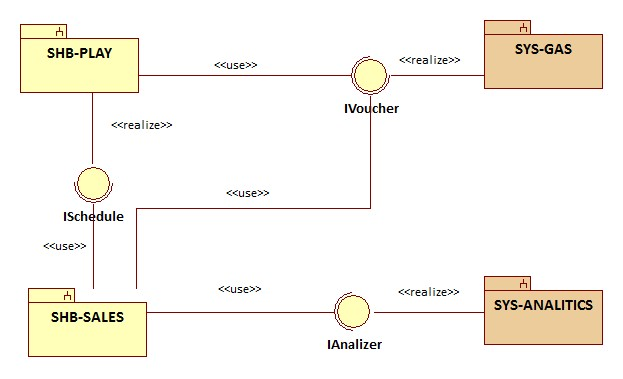 SHB-PLAY
<<use>>
<<realize>>
SYS-GAS
IVoucher
<<realize>>
ISchedule
<<use>>
<<use>>
SHB-SALES
<<use>>
<<realize>>
SYS-ANALITICS
IAnalizer